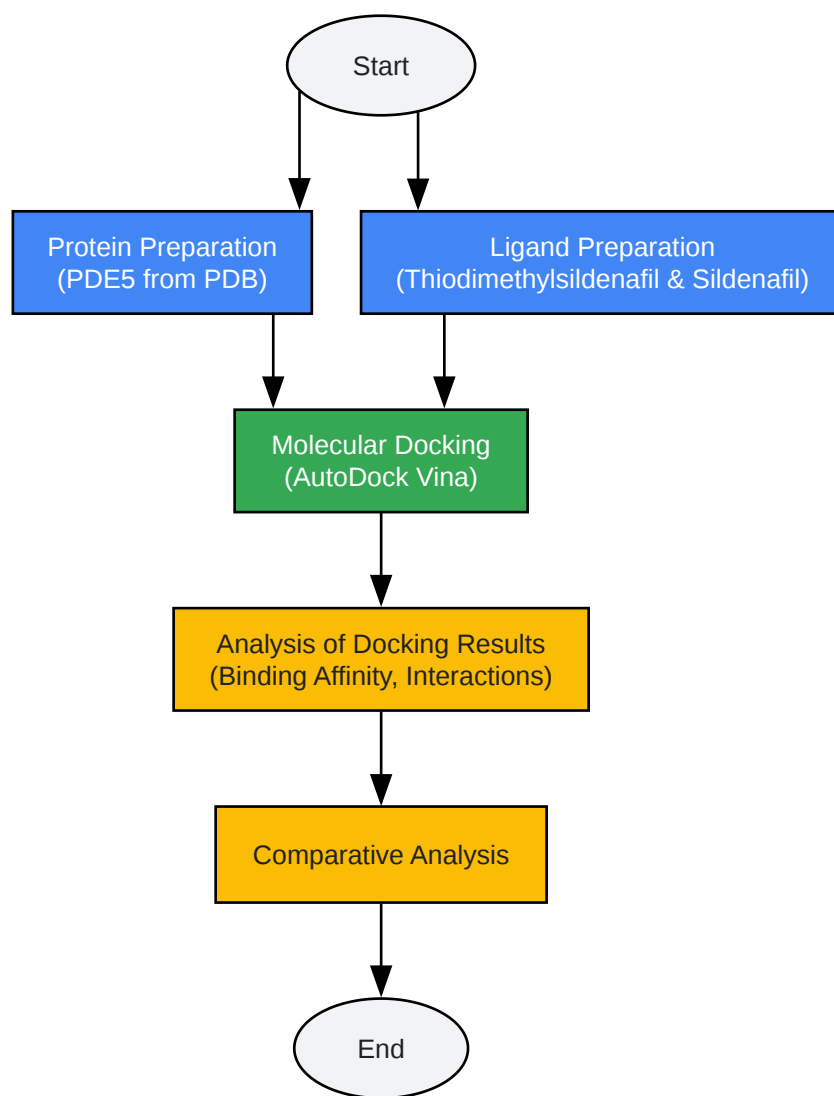 Start
Protein Preparation
(PDE5 from PDB)
Ligand Preparation
(Thiodimethylsildenafil & Sildenafil)
Molecular Docking
(AutoDock Vina)
Analysis of Docking Results
(Binding Affinity, Interactions)
Comparative Analysis
End